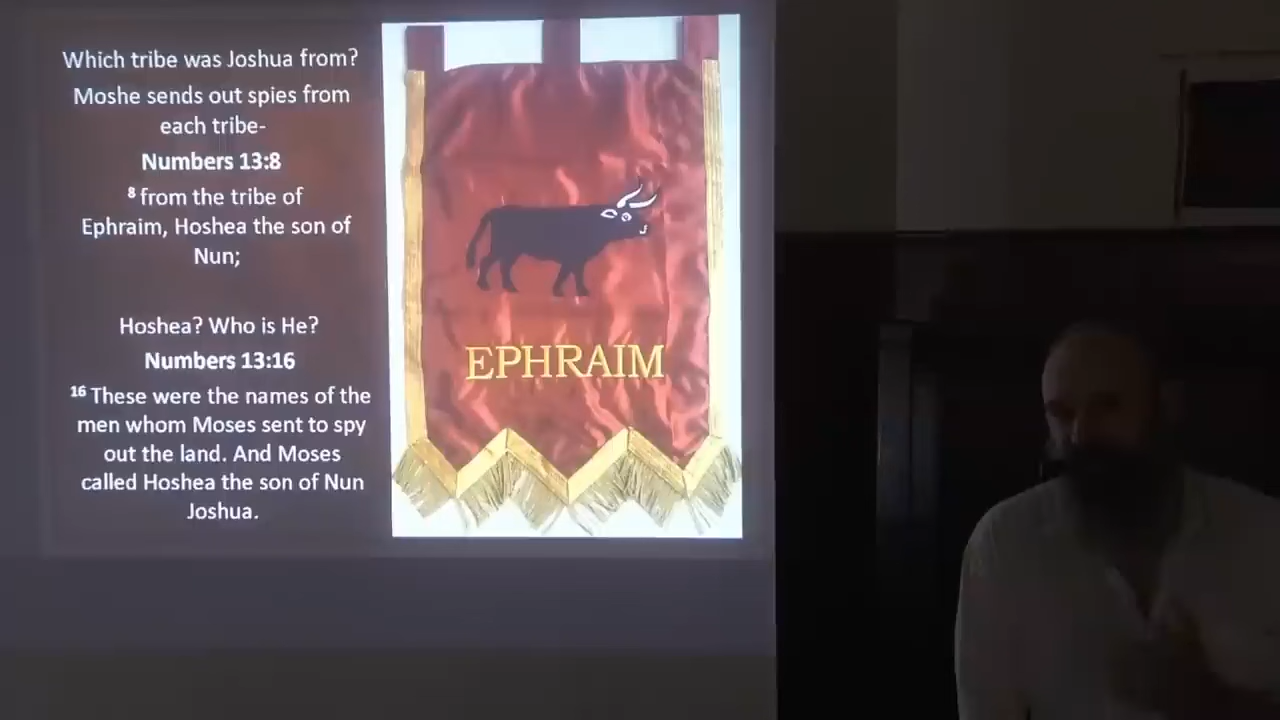 Which tribe was Joshua from?
Moshe sends out spies from
each tribe-
Numbers 13:8
⁸ from the tribe of
Ephraim, Hoshea the son of
Nun;
Hoshea? Who is He?
Numbers 13:16
¹⁶ These were the names of the
men whom Moses sent to spy
out the land. And Moses
called Hoshea the son of Nun
Joshua.
EPHRAIM